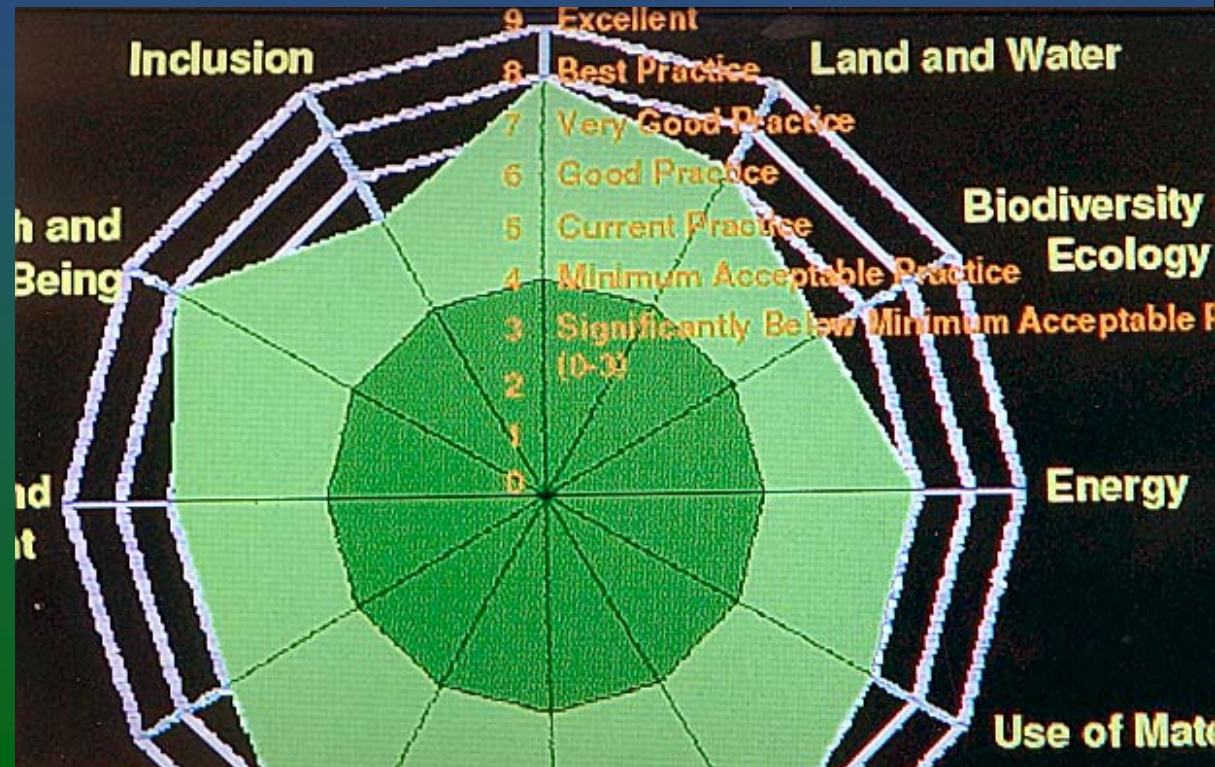 9 Excellent
Inclusion
Land and Water
8 Best Practice
7 Very Good Practice
6 Good Practice
h and
Being
Biodiversity
Ecology
5 Current Practice
4 Minimum Acceptable Practice
3 Significantly Below Minimum Acceptable P
(0-3)
2
1
0
nd
nt
Energy
Use of Mate